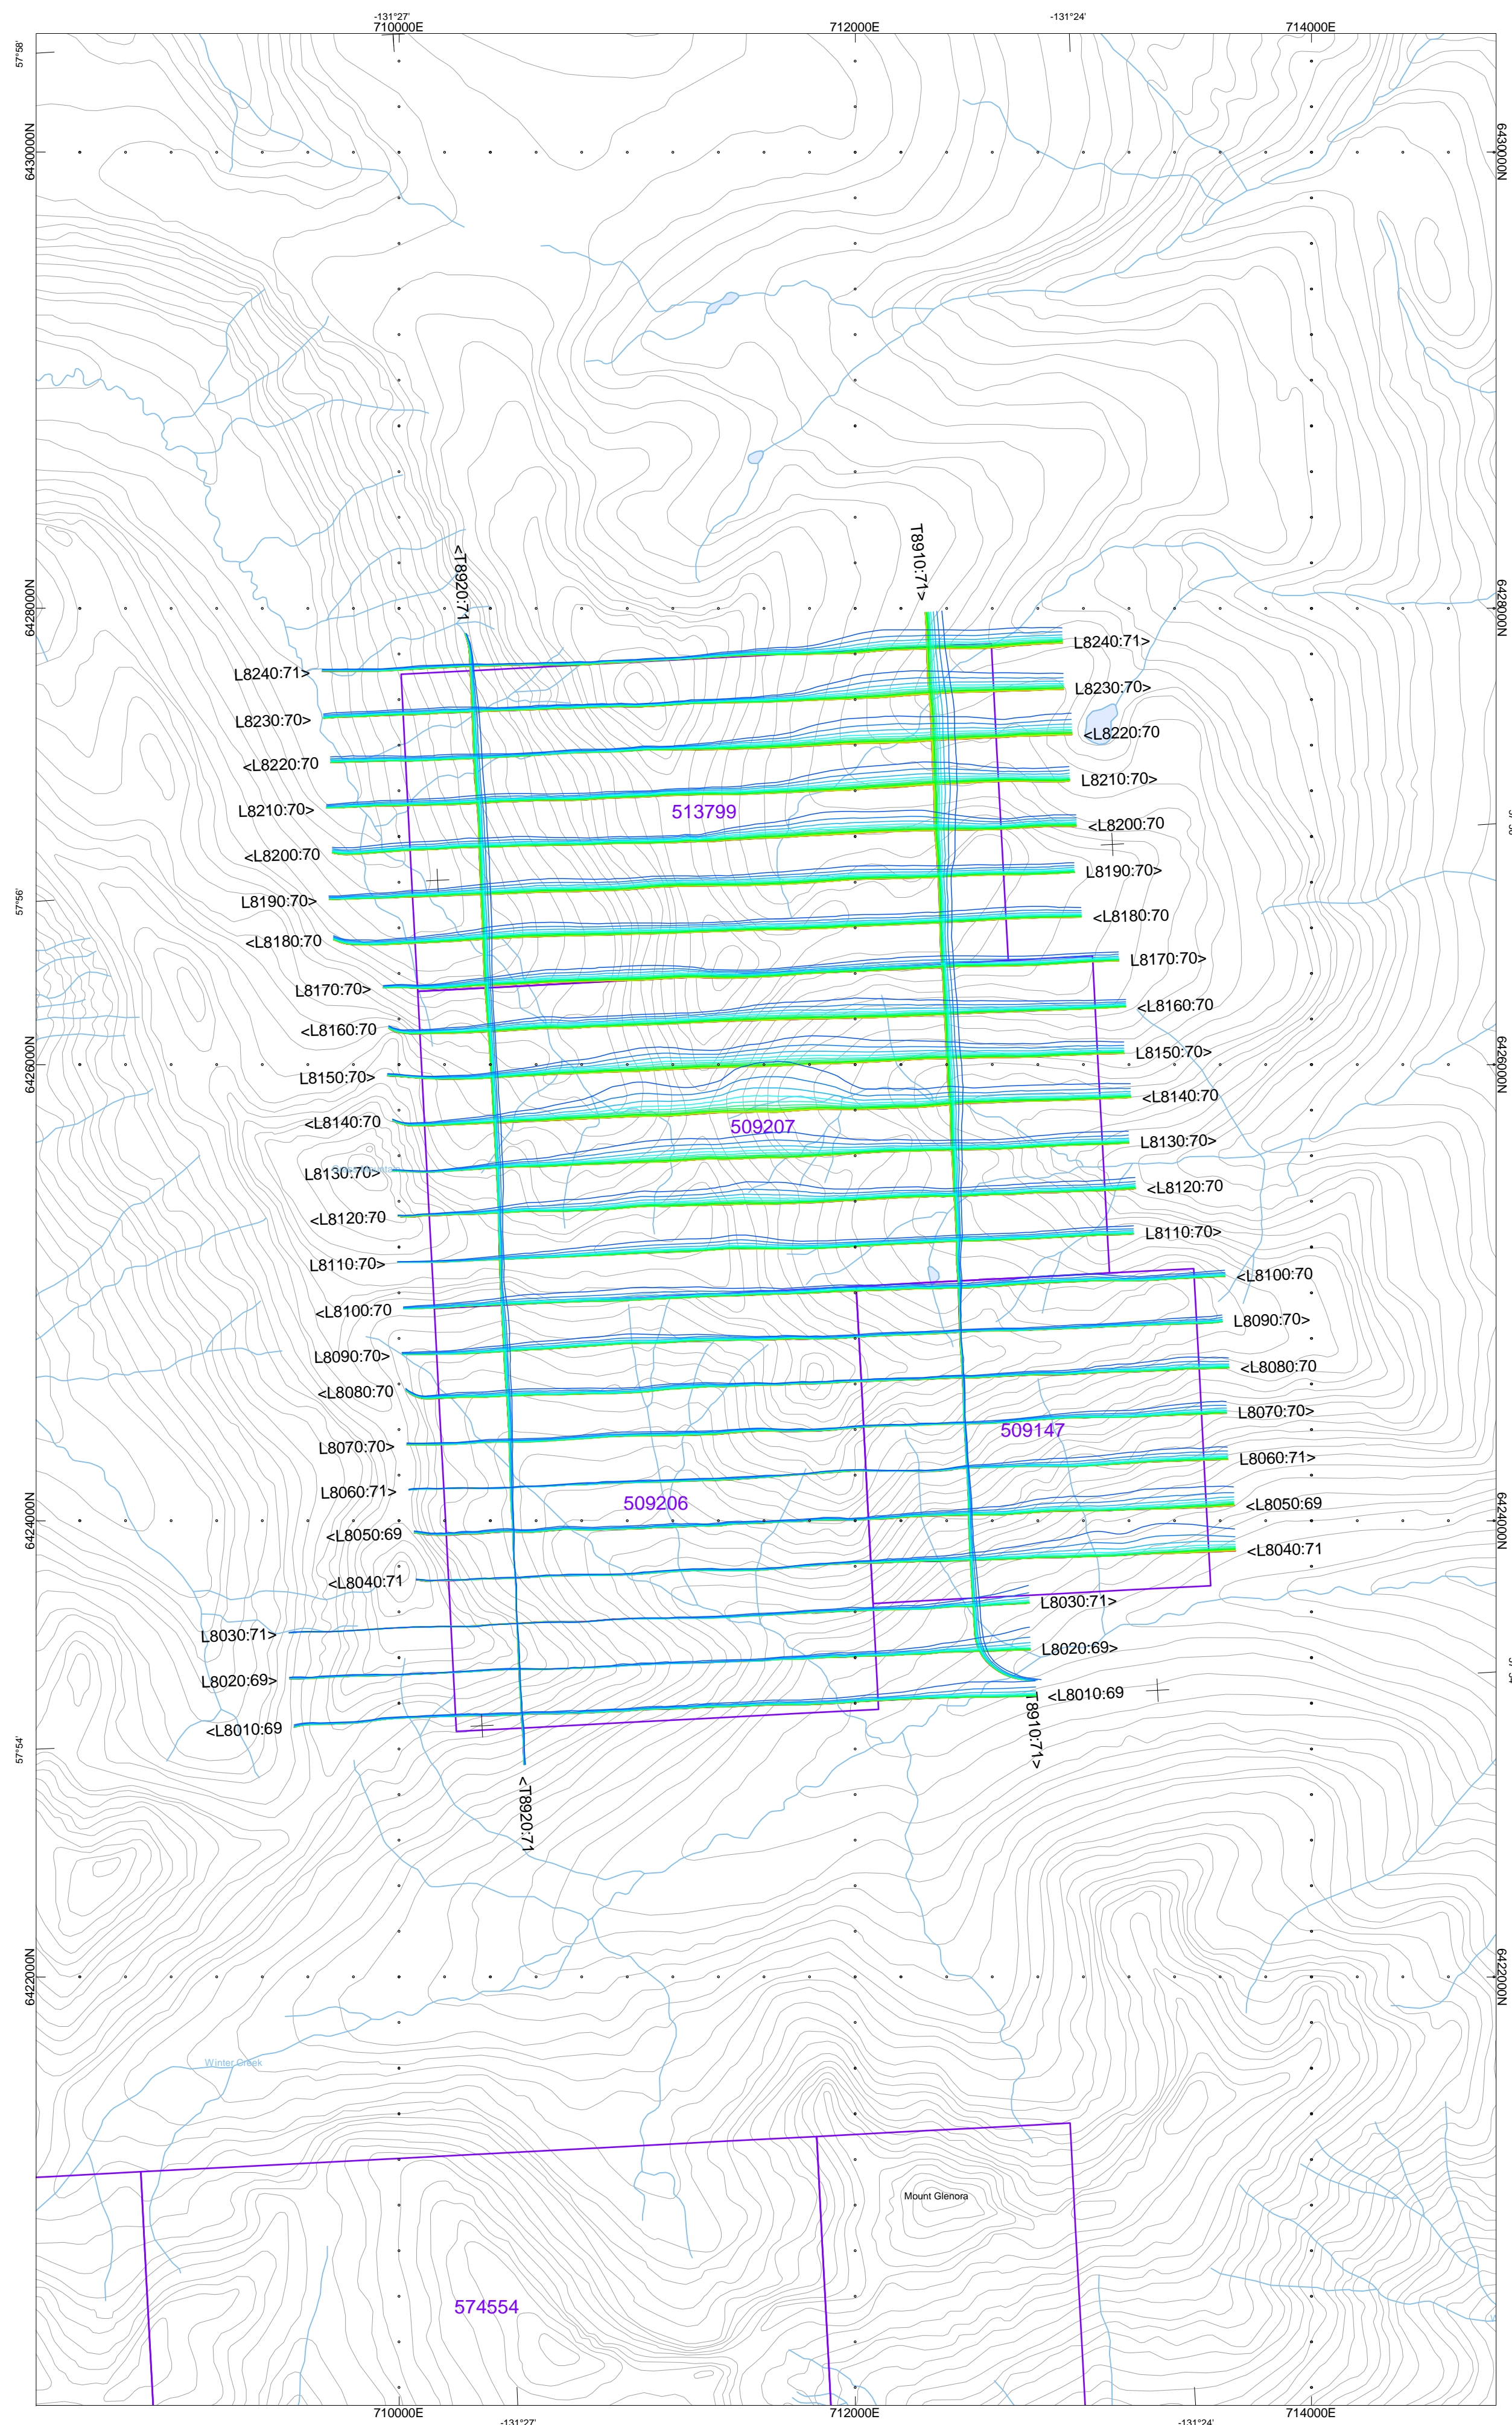 -131°27' -131°24'
710000E 712000E 714000E
57°58'
6430000N 6430000N
<T8920:71 T8910:71>
6428000N 6428000N
L8240:71> L8240:71>
L8230:70> L8230:70>
<L8220:70 <L8220:70
L8210:70> L8210:70>
513799
<L8200:70 <L8200:70
L8190:70> L8190:70>
57°56'
<L8180:70 <L8180:70
L8170:70> L8170:70>
<L8160:70 <L8160:70
6426000N 6426000N
L8150:70> L8150:70>
<L8140:70 <L8140:70
509207
L8130:70> L8130:70>
<L8120:70 <L8120:70
L8110:70> L8110:70>
<L8100:70 <L8100:70
L8090:70> L8090:70>
<L8080:70 <L8080:70
L8070:70> L8070:70>
509147
L8060:71> L8060:71>
509206
6424000N 6424000N
<L8050:69 <L8050:69
<L8040:71 <L8040:71
L8030:71> L8030:71>
L8020:69> L8020:69>
<L8010:69 <L8010:69
T8910:71>
57°54'
<T8920:71
6422000N 6422000N
Winter Creek
Mount Glenora
574554
710000E 712000E 714000E
-131°27' -131°24'